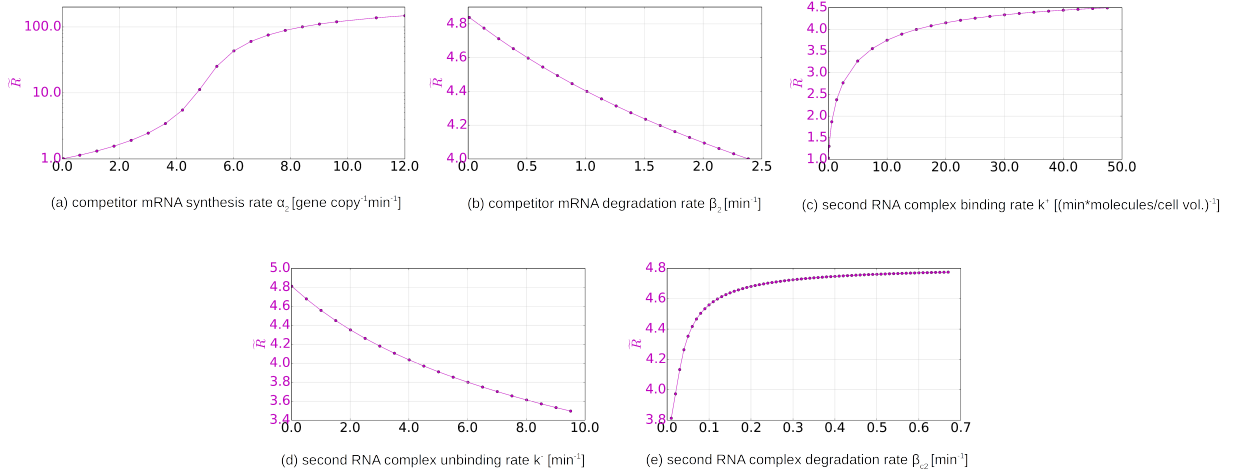 100.0
10.0
1.0
R̃
0.0 2.0 4.0 6.0 8.0 10.0 12.0
(a) competitor mRNA synthesis rate α₂ [gene copy⁻¹min⁻¹]
4.8
4.6
4.4
4.2
4.0
R̃
0.0 0.5 1.0 1.5 2.0 2.5
(b) competitor mRNA degradation rate β₂ [min⁻¹]
4.5
4.0
3.5
3.0
2.5
2.0
1.5
1.0
R̃
0.0 10.0 20.0 30.0 40.0 50.0
(c) second RNA complex binding rate k⁺ [(min*molecules/cell vol.)⁻¹]
5.0
4.8
4.6
4.4
4.2
4.0
3.8
3.6
3.4
R̃
0.0 2.0 4.0 6.0 8.0 10.0
(d) second RNA complex unbinding rate k⁻ [min⁻¹]
4.8
4.6
4.4
4.2
4.0
3.8
R̃
0.0 0.1 0.2 0.3 0.4 0.5 0.6 0.7
(e) second RNA complex degradation rate β_c2 [min⁻¹]